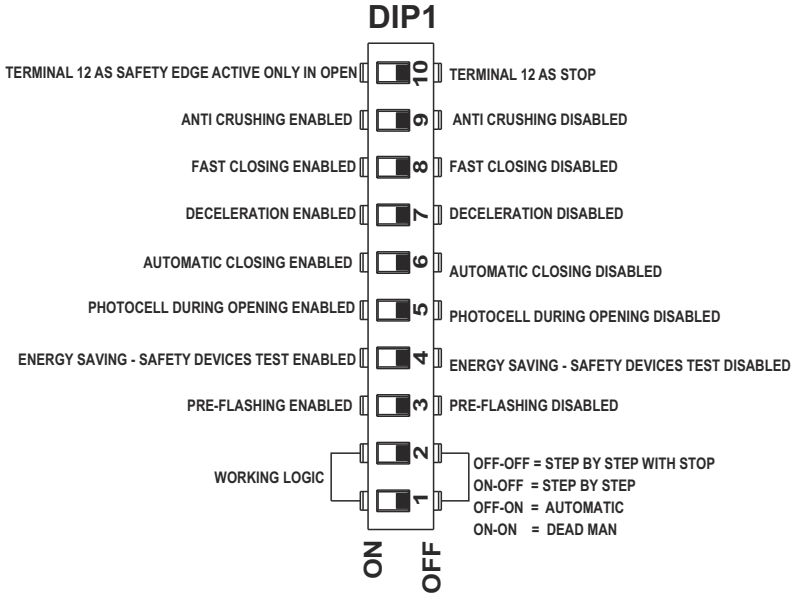 DIP1
TERMINAL 12 AS SAFETY EDGE ACTIVE ONLY IN OPEN 10 TERMINAL 12 AS STOP
ANTI CRUSHING ENABLED 9 ANTI CRUSHING DISABLED
FAST CLOSING ENABLED 8 FAST CLOSING DISABLED
DECELERATION ENABLED 7 DECELERATION DISABLED
AUTOMATIC CLOSING ENABLED 6 AUTOMATIC CLOSING DISABLED
PHOTOCELL DURING OPENING ENABLED 5 PHOTOCELL DURING OPENING DISABLED
ENERGY SAVING - SAFETY DEVICES TEST ENABLED 4 ENERGY SAVING - SAFETY DEVICES TEST DISABLED
PRE-FLASHING ENABLED 3 PRE-FLASHING DISABLED
2
WORKING LOGIC
1
OFF-OFF = STEP BY STEP WITH STOP
ON-OFF = STEP BY STEP
OFF-ON = AUTOMATIC
ON-ON = DEAD MAN
ON OFF